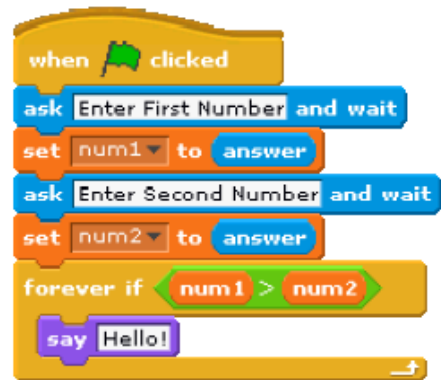 when clicked
ask Enter First Number and wait
set num1 to answer
ask Enter Second Number and wait
set num2 to answer
forever if num1 > num2
say Hello!